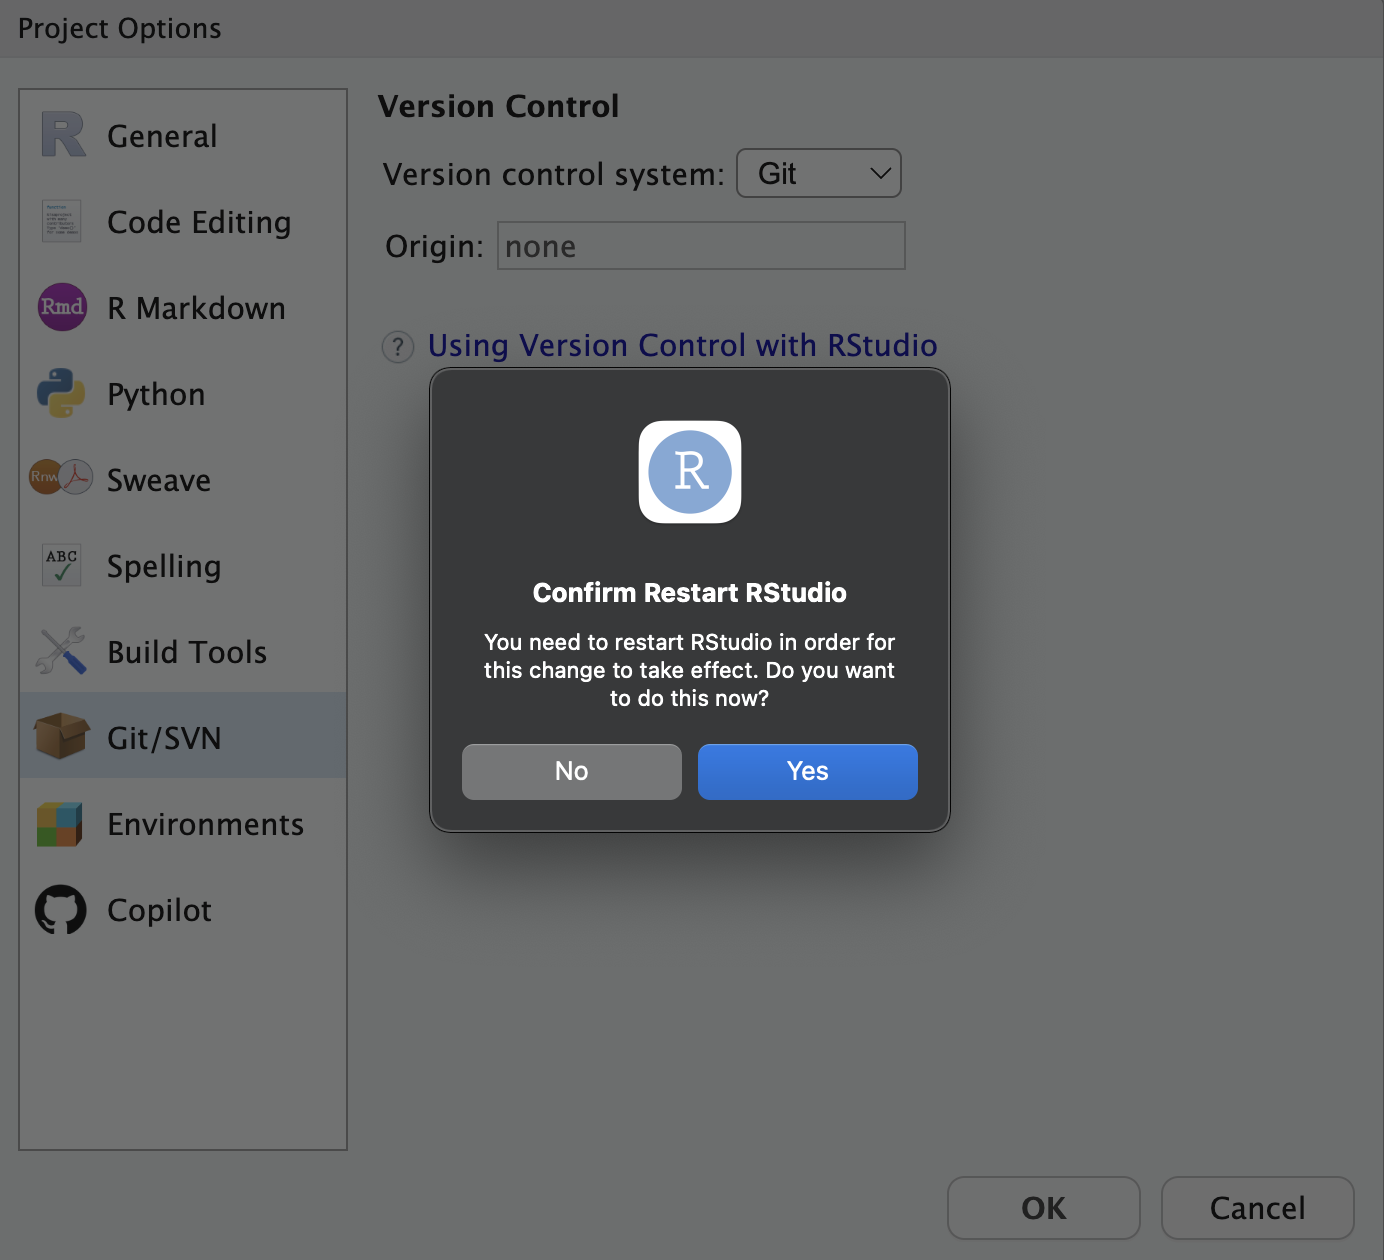 Project Options
R
General
Code Editing
Rmd
R Markdown
Python
Rnw
Sweave
ABC
Spelling
Build Tools
Git/SVN
Environments
Copilot
Version Control
Version control system: Git
Origin: none
? Using Version Control with RStudio
R
Confirm Restart RStudio
You need to restart RStudio in order for
this change to take effect. Do you want
to do this now?
No
Yes
OK
Cancel